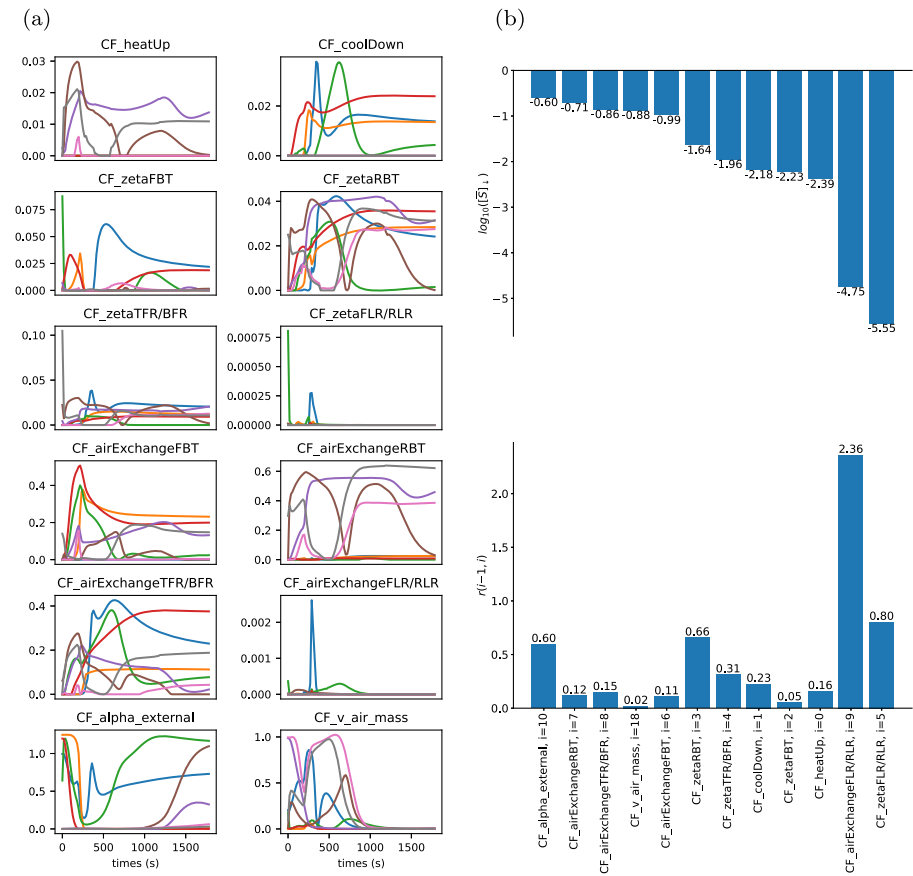 (a)
CF_heatUp
CF_coolDown
0.03
0.02
0.01
0.00
0.02
0.00
CF_zetaFBT
CF_zetaRBT
0.075
0.050
0.025
0.000
0.04
0.02
0.00
CF_zetaTFR/BFR
CF_zetaFLR/RLR
0.10
0.05
0.00
0.00075
0.00050
0.00025
0.00000
CF_airExchangeFBT
CF_airExchangeRBT
0.4
0.2
0.0
0.6
0.4
0.2
0.0
CF_airExchangeTFR/BFR
CF_airExchangeFLR/RLR
0.4
0.2
0.0
0.002
0.001
0.000
CF_alpha_external
CF_v_air_mass
1.0
0.5
0.0
1.0
0.5
0.0
0 500 1000 1500
0 500 1000 1500
times (s)
times (s)
(b)
0
−1
−2
−3
−4
−5
log10([S̅]↓)
-0.60
-0.71
-0.86
-0.88
-0.99
-1.64
-1.96
-2.18
-2.23
-2.39
-4.75
-5.55
2.5
2.0
1.5
1.0
0.5
0.0
r(i−1, i)
0.60
0.12
0.15
0.02
0.11
0.66
0.31
0.23
0.05
0.16
2.36
0.80
CF_alpha_external, i=10
CF_airExchangeRBT, i=7
CF_airExchangeTFR/BFR, i=8
CF_v_air_mass, i=18
CF_airExchangeFBT, i=6
CF_zetaRBT, i=3
CF_zetaTFR/BFR, i=4
CF_coolDown, i=1
CF_zetaFBT, i=2
CF_heatUp, i=0
CF_airExchangeFLR/RLR, i=9
CF_zetaFLR/RLR, i=5